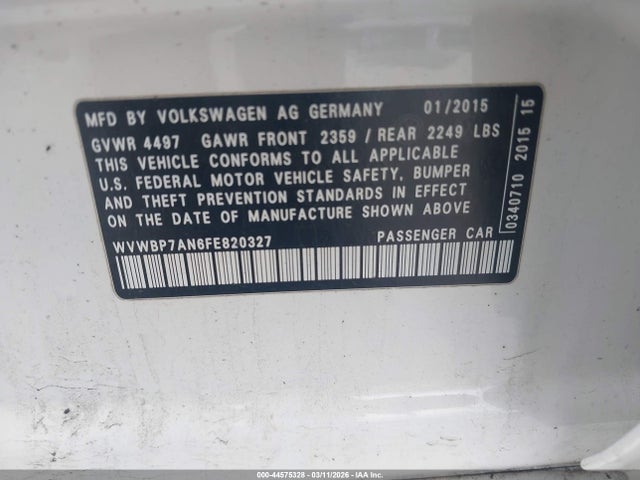 MFD BY VOLKSWAGEN AG GERMANY 01/2015
GVWR 4497 GAWR FRONT 2359 / REAR 2249 LBS
THIS VEHICLE CONFORMS TO ALL APPLICABLE
U.S. FEDERAL MOTOR VEHICLE SAFETY, BUMPER
AND THEFT PREVENTION STANDARDS IN EFFECT
ON THE DATE OF MANUFACTURE SHOWN ABOVE
WVWBP7AN6FE820327 PASSENGER CAR
0340710 2015 15
000-44575328 - 03/11/2026 - IAA Inc.